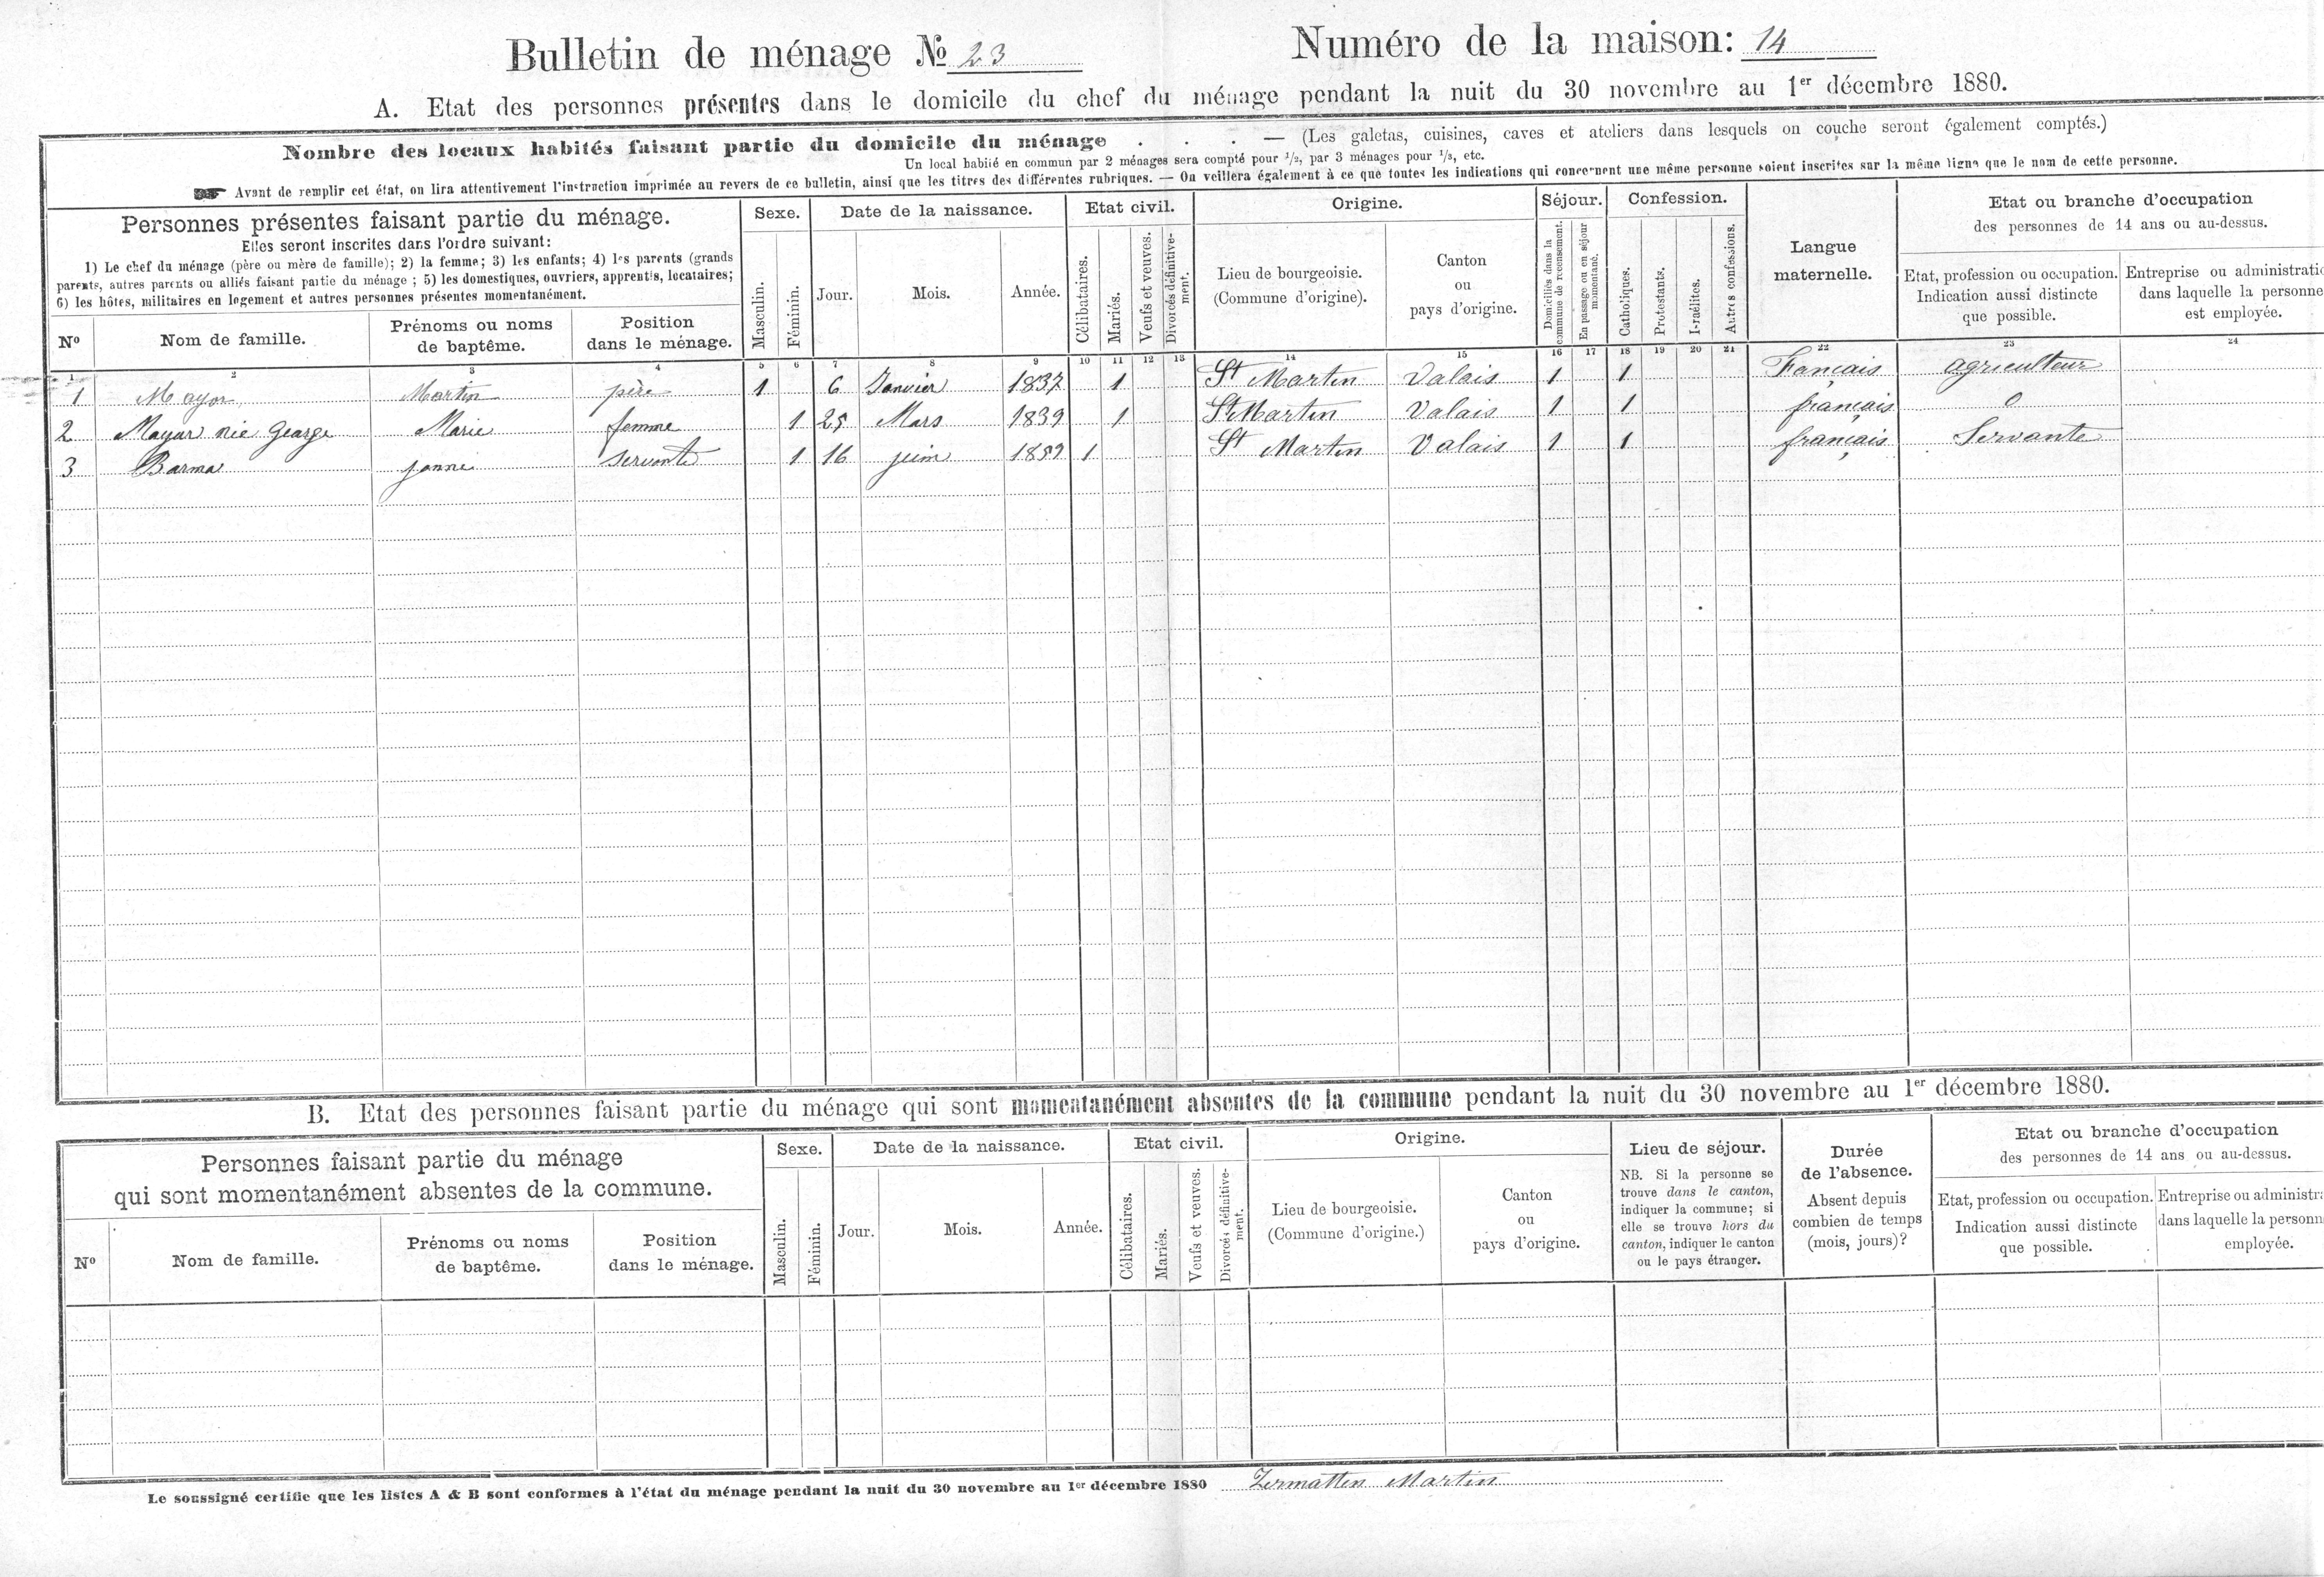 Bulletin de ménage No 23 Numéro de la maison: 14
A. Etat des personnes présentes dans le domicile du chef du ménage pendant la nuit du 30 novembre au 1er décembre 1880.
Nombre des locaux habités faisant partie du domicile du ménage . . . — (Les galetas, cuisines, caves et ateliers dans lesquels on couche seront également comptés.)
Un local habité en commun par 2 ménages sera compté pour 1/2, par 3 ménages pour 1/3, etc.
Avant de remplir cet état, on lira attentivement l'instruction imprimée au revers de ce bulletin, ainsi que les titres des différentes rubriques. — On veillera également à ce que toutes les indications qui concernent une même personne soient inscrites sur la même ligne que le nom de cette personne.
Personnes présentes faisant partie du ménage.
Elles seront inscrites dans l'ordre suivant:
1) Le chef du ménage (père ou mère de famille); 2) la femme; 3) les enfants; 4) les parents (grands
parents, autres parents ou alliés faisant partie du ménage; 5) les domestiques, ouvriers, apprentis, locataires;
6) les hôtes, militaires en logement et autres personnes présentes momentanément.
No
Nom de famille.
Prénoms ou noms
de baptême.
Position
dans le ménage.
Sexe.
Masculin.
Féminin.
Date de la naissance.
Jour.
Mois.
Année.
Etat civil.
Célibataires.
Mariés.
Veufs et veuves.
Divorcés définitive-
ment.
Origine.
Lieu de bourgeoisie.
(Commune d'origine).
Canton
ou
pays d'origine.
Séjour.
Domiciliés dans la
commune de recensement.
En passage ou en séjour
momentané.
Confession.
Catholiques.
Protestants.
Israélites.
Autres confessions.
Langue
maternelle.
Etat ou branche d'occupation
des personnes de 14 ans ou au-dessus.
Etat, profession ou occupation.
Indication aussi distincte
que possible.
Entreprise ou administratio
dans laquelle la personne
est employée.
1 2 3 4 5 6 7 8 9 10 11 12 13 14 15 16 17 18 19 20 21 22 23 24
1 Mayor Martin père 1 6 Janvier 1837 1 St Martin Valais 1 1 Français agriculteur
2 Mayor née George Marie femme 1 25 Mars 1839 1 St Martin Valais 1 1 français 0
3 Barma jenne servante 1 16 juin 1859 1 St Martin Valais 1 1 français Servante
B. Etat des personnes faisant partie du ménage qui sont momentanément absentes de la commune pendant la nuit du 30 novembre au 1er décembre 1880.
Personnes faisant partie du ménage
qui sont momentanément absentes de la commune.
No
Nom de famille.
Prénoms ou noms
de baptême.
Position
dans le ménage.
Sexe.
Masculin.
Féminin.
Date de la naissance.
Jour.
Mois.
Année.
Etat civil.
Célibataires.
Mariés.
Veufs et veuves.
Divorcés définitive-
ment.
Origine.
Lieu de bourgeoisie.
(Commune d'origine.)
Canton
ou
pays d'origine.
Lieu de séjour.
NB. Si la personne se
trouve dans le canton,
indiquer la commune; si
elle se trouve hors du
canton, indiquer le canton
ou le pays étranger.
Durée
de l'absence.
Absent depuis
combien de temps
(mois, jours)?
Etat ou branche d'occupation
des personnes de 14 ans ou au-dessus.
Etat, profession ou occupation.
Indication aussi distincte
que possible.
Entreprise ou administra
dans laquelle la personn
employée.
Le soussigné certifie que les listes A & B sont conformes à l'état du ménage pendant la nuit du 30 novembre au 1er décembre 1880 Zermatten Martin